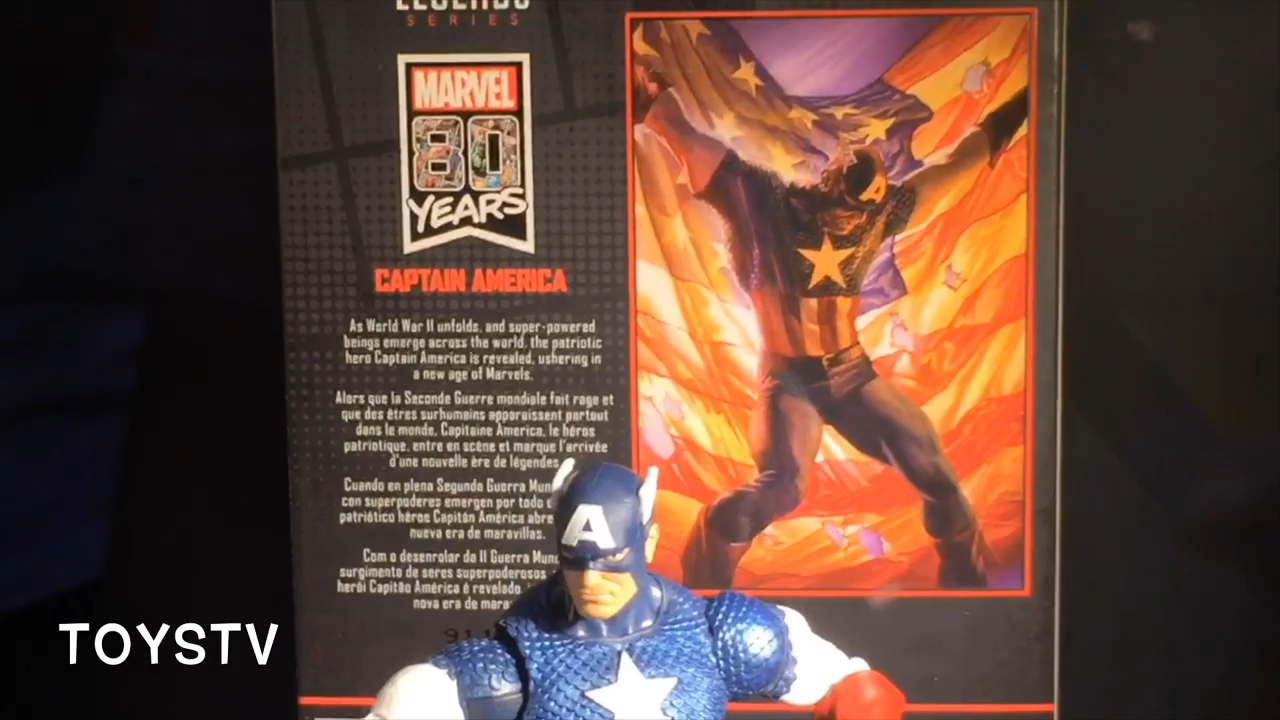 LEGENDS
SERIES
MARVEL
80
YEARS
CAPTAIN AMERICA
As World War II unfolds, and super-powered
beings emerge across the world, the patriotic
hero Captain America is revealed, ushering in
a new age of Marvels.
Alors que la Seconde Guerre mondiale fait rage et
que des êtres surhumains apparaissent partout
dans le monde, Capitaine America, le héros
patriotique, entre en scène et marque l'arrivée
d'une nouvelle ère de légendes.
Cuando en plena Segunda Guerra
con superpoderes emergen por todo
patriótico héroe Capitán América abre
nueva era de maravillas.
Com o desenrolar da II Guerra
surgimento de seres superpoderosos
herói Capitão América é revelado,
nova era de
A
A
TOYSTV